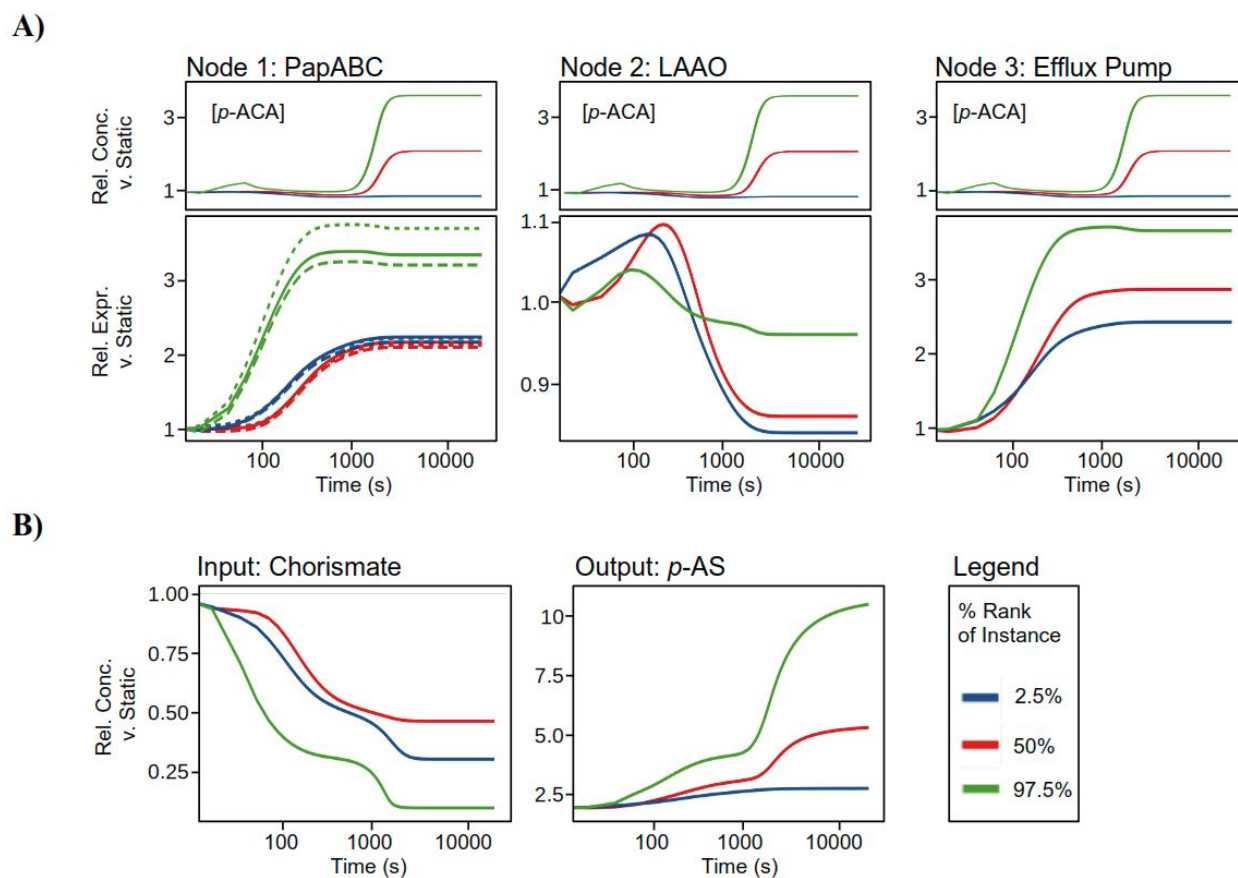 A)
Node 1: PapABC
Node 2: LAAO
Node 3: Efflux Pump
Rel. Conc.
v. Static
3
1
[p-ACA]
3
1
[p-ACA]
3
1
[p-ACA]
Rel. Expr.
v. Static
3
2
1
1.1
1.0
0.9
3
2
1
100 1000 10000
100 1000 10000
100 1000 10000
Time (s)
Time (s)
Time (s)
B)
Input: Chorismate
Output: p-AS
Legend
Rel. Conc.
v. Static
1.00
0.75
0.50
0.25
10
7.5
5.0
2.5
% Rank
of Instance
2.5%
50%
97.5%
100 1000 10000
100 1000 10000
Time (s)
Time (s)